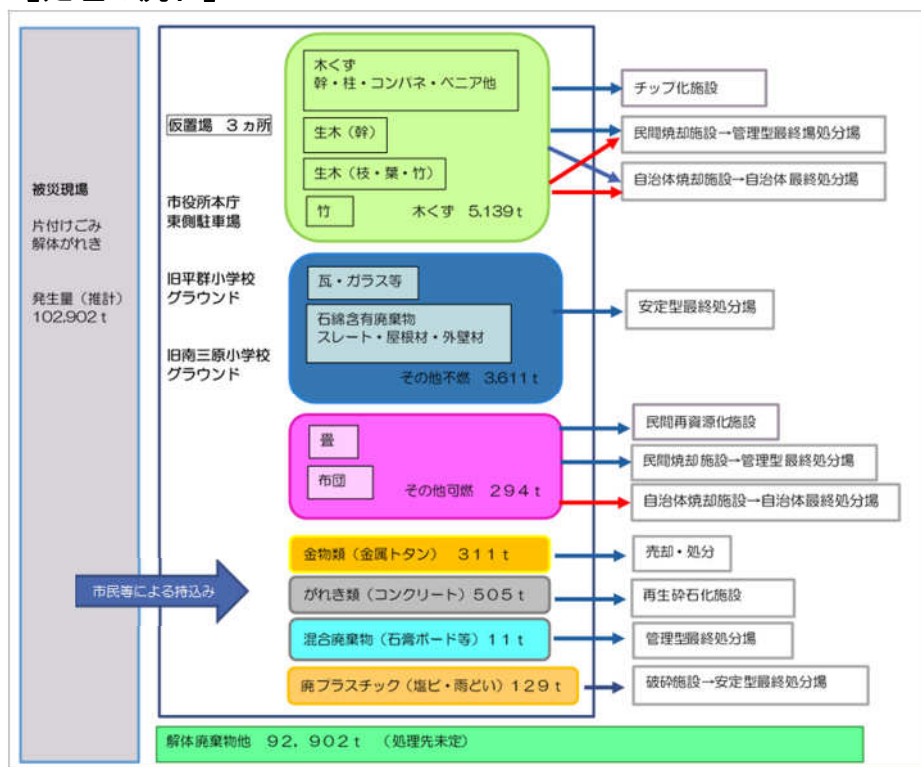 被災現場
片付けごみ
解体がれき
発生量（推計）
102.902ｔ
仮置場　3ヵ所
市役所本庁
東側駐車場
旧平群小学校
グラウンド
旧南三原小学校
グラウンド
市民等による持込み
木くず
幹・柱・コンパネ・ベニア他
生木（幹）
生木（枝・葉・竹）
竹
木くず　5.139ｔ
瓦・ガラス等
石綿含有廃棄物
スレート・屋根材・外壁材
その他不燃　3.611ｔ
畳
布団
その他可燃　２９４ｔ
金物類（金属トタン）　３１１ｔ
がれき類（コンクリート）５０５ｔ
混合廃棄物（石膏ボード等）１１ｔ
廃プラスチック（塩ビ・雨どい）１２９ｔ
解体廃棄物他　９２．９０２ｔ　（処理先未定）
チップ化施設
民間焼却施設→管理型最終場処分場
自治体焼却施設→自治体最終処分場
安定型最終処分場
民間再資源化施設
民間焼却施設→管理型最終処分場
自治体焼却施設→自治体最終処分場
売却・処分
再生砕石化施設
管理型最終処分場
破砕施設→安定型最終処分場